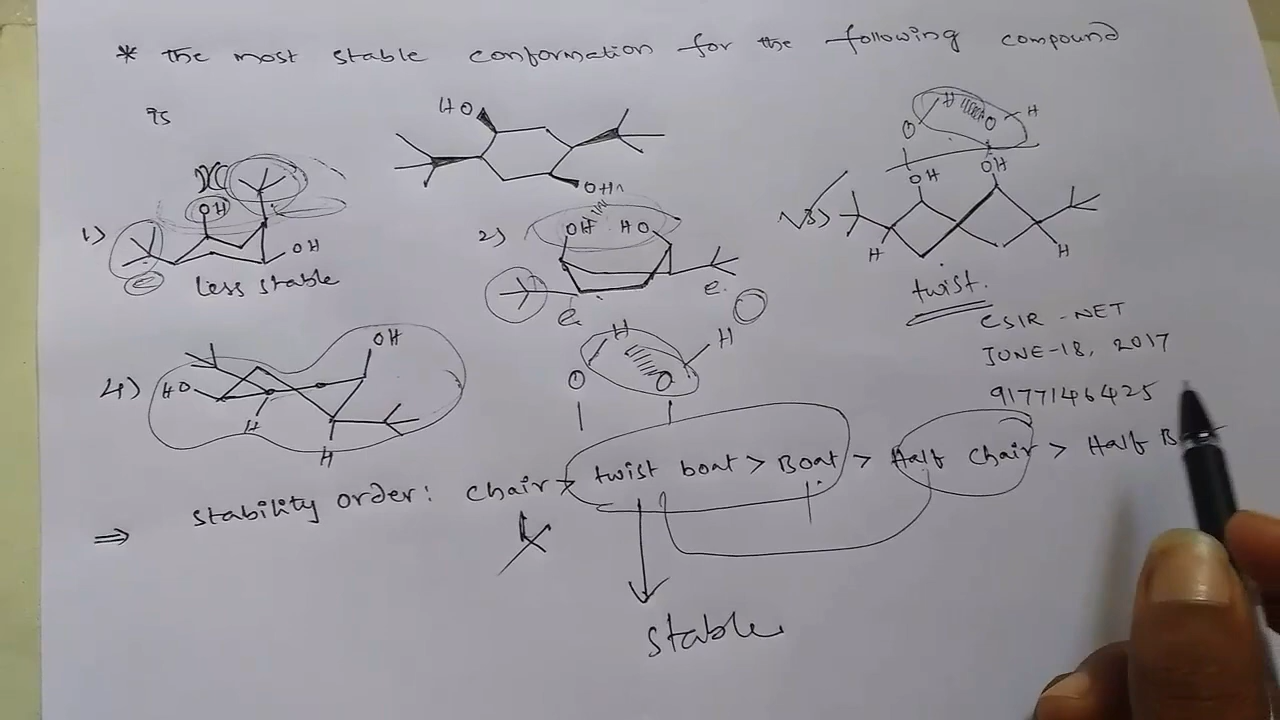 * The most stable conformation for the following compound
is
HO
OH
1)
OH
OH
e
less stable
2)
OH HO
e
e
3)
O H O H
OH OH
H H
twist.
CSIR - NET
JUNE-18, 2017
9177146425
4)
HO OH
H
H
H H
O O
⇒ stability order: chair > twist boat > Boat > Half chair > Half B
stable